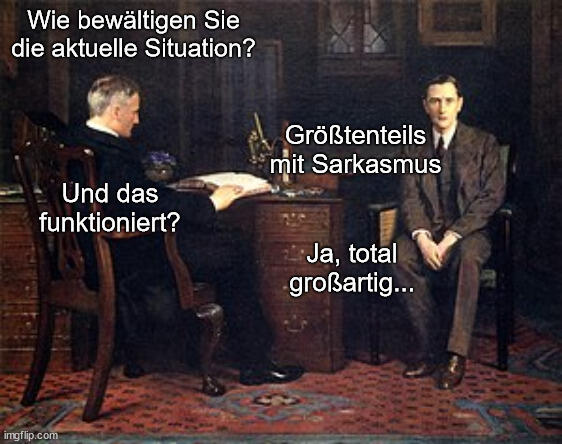 Wie bewältigen Sie
die aktuelle Situation?
Größtenteils
mit Sarkasmus
Und das
funktioniert?
Ja, total
großartig...
imgflip.com